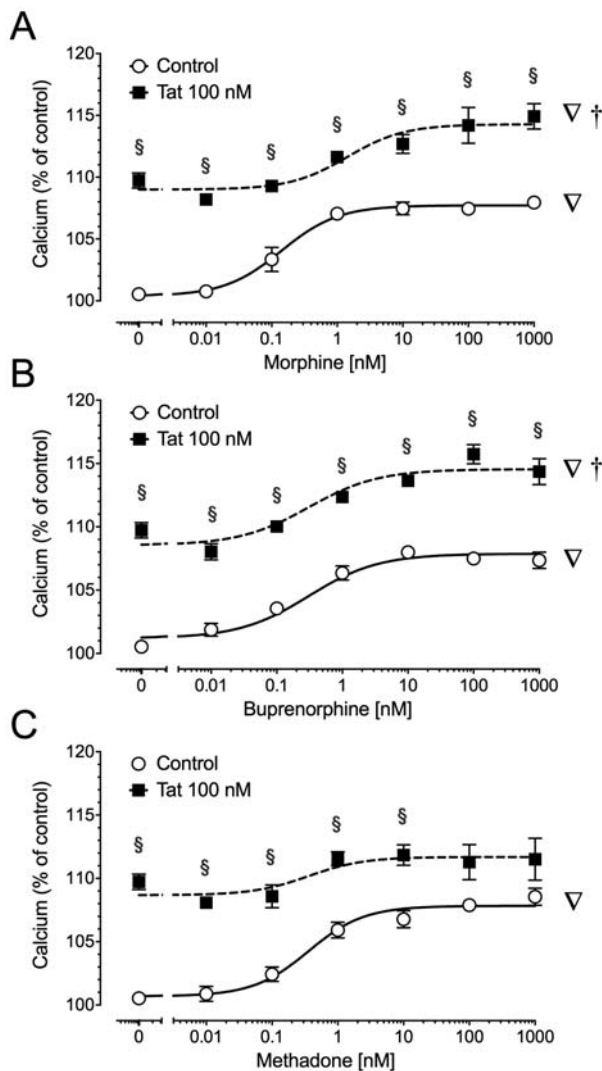 A
120
115
110
105
100
Calcium (% of control)
Control
Tat 100 nM
§ § § § § § §
∇ †
∇
0 0.01 0.1 1 10 100 1000
Morphine [nM]
B
120
115
110
105
100
Calcium (% of control)
Control
Tat 100 nM
§ § § § § § §
∇ †
∇
0 0.01 0.1 1 10 100 1000
Buprenorphine [nM]
C
120
115
110
105
100
Calcium (% of control)
Control
Tat 100 nM
§ § § § §
∇
0 0.01 0.1 1 10 100 1000
Methadone [nM]